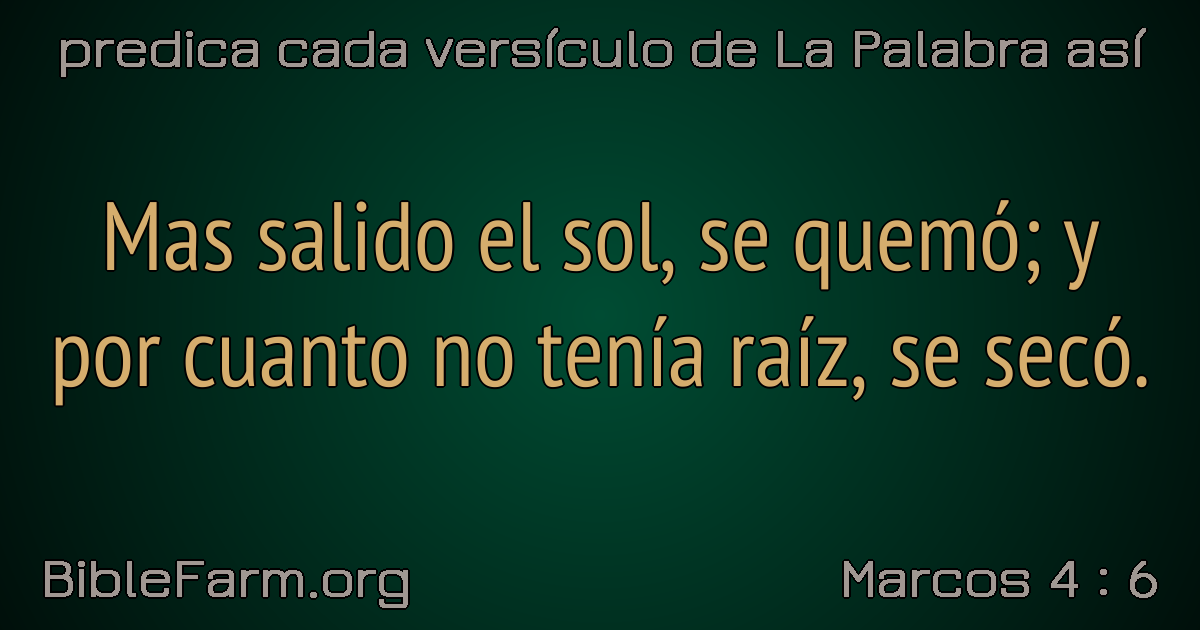 predica cada versículo de La Palabra así
Mas salido el sol, se quemó; y
por cuanto no tenía raíz, se secó.
BibleFarm.org
Marcos 4 : 6